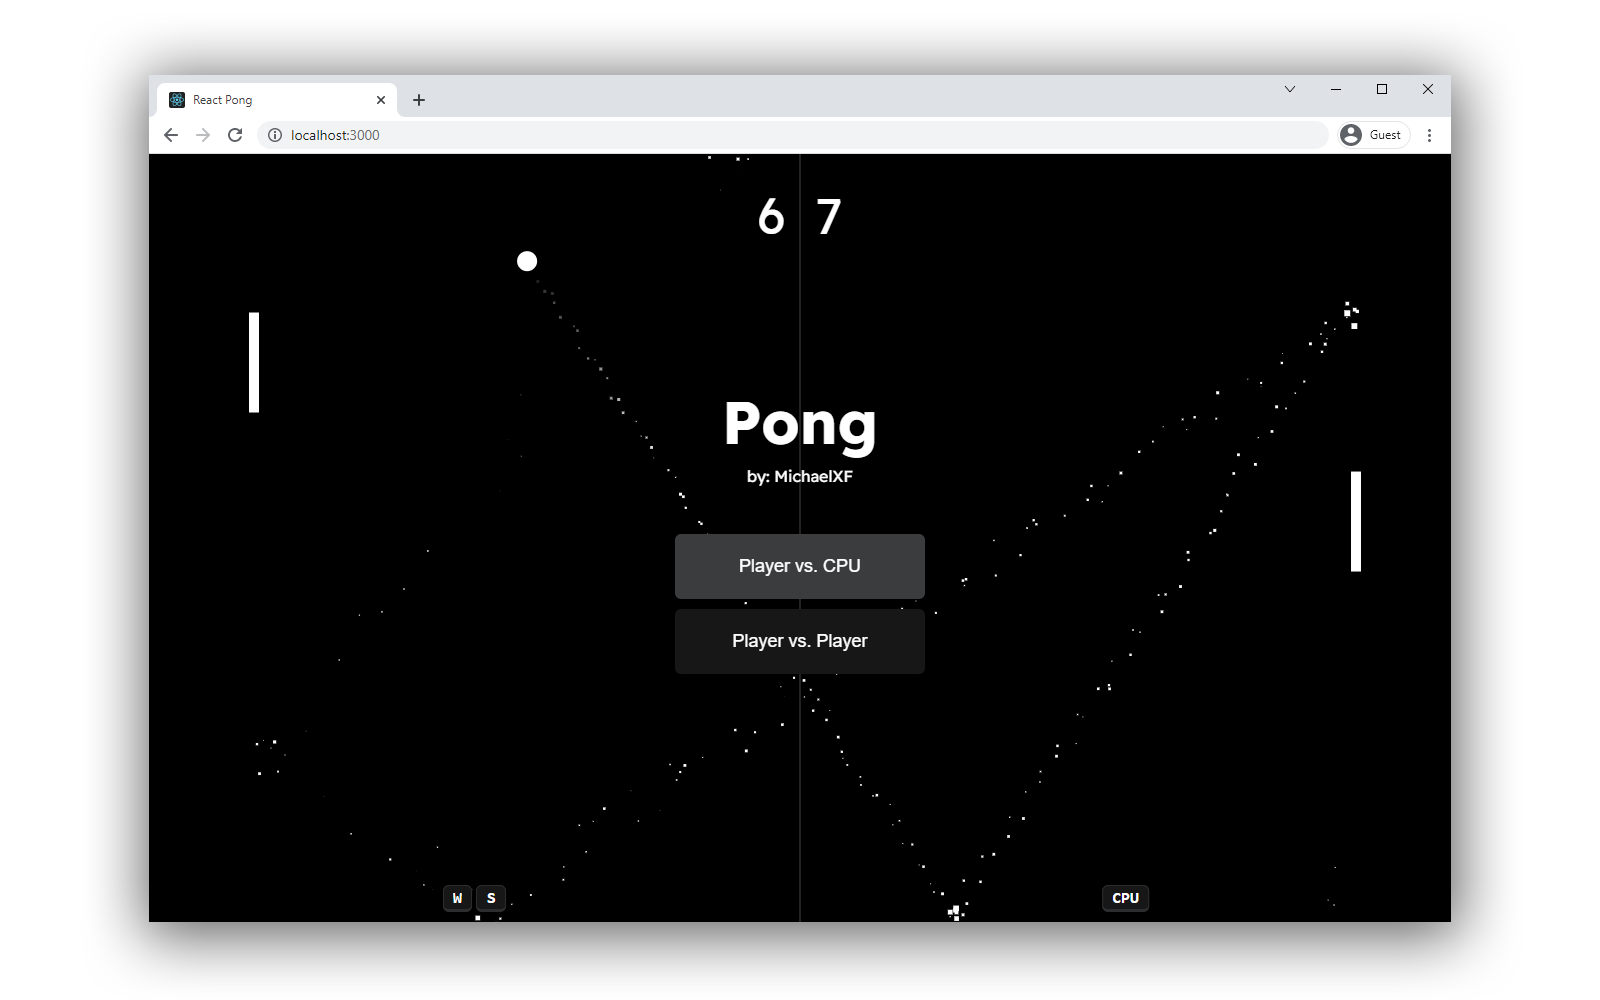 React Pong
localhost:3000
Guest
6 7
Pong
by: MichaelXF
Player vs. CPU
Player vs. Player
W S
CPU